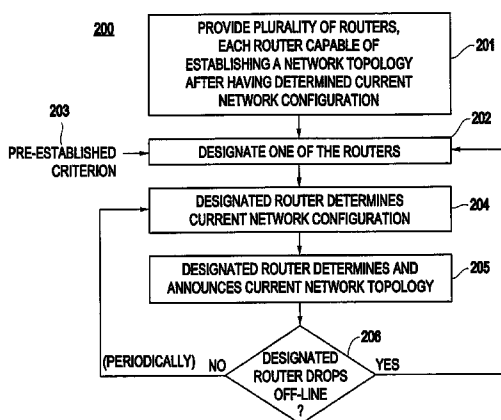 200
PROVIDE PLURALITY OF ROUTERS,
EACH ROUTER CAPABLE OF
ESTABLISHING A NETWORK TOPOLOGY
AFTER HAVING DETERMINED CURRENT
NETWORK CONFIGURATION
201
203
202
PRE-ESTABLISHED
CRITERION
DESIGNATE ONE OF THE ROUTERS
DESIGNATED ROUTER DETERMINES
CURRENT NETWORK CONFIGURATION
204
DESIGNATED ROUTER DETERMINES AND
ANNOUNCES CURRENT NETWORK TOPOLOGY
205
206
(PERIODICALLY) NO
DESIGNATED
ROUTER DROPS
OFF-LINE
?
YES